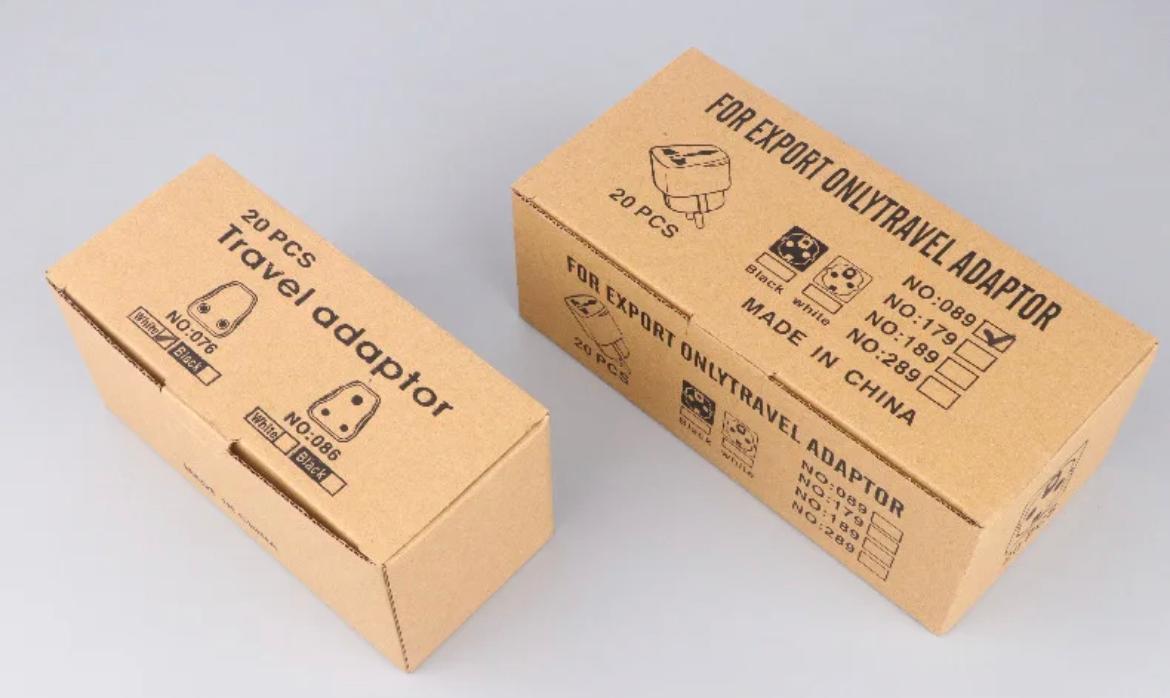 20 PCS
Travel adaptor
NO:076
White
Black
NO:086
White
Black
FOR EXPORT ONLYTRAVEL ADAPTOR
20 PCS
Black
white
NO:089
NO:179
NO:189
NO:289
MADE IN CHINA
FOR EXPORT ONLYTRAVEL ADAPTOR
20 PCS
Black
white
NO:089
NO:179
NO:189
NO:289